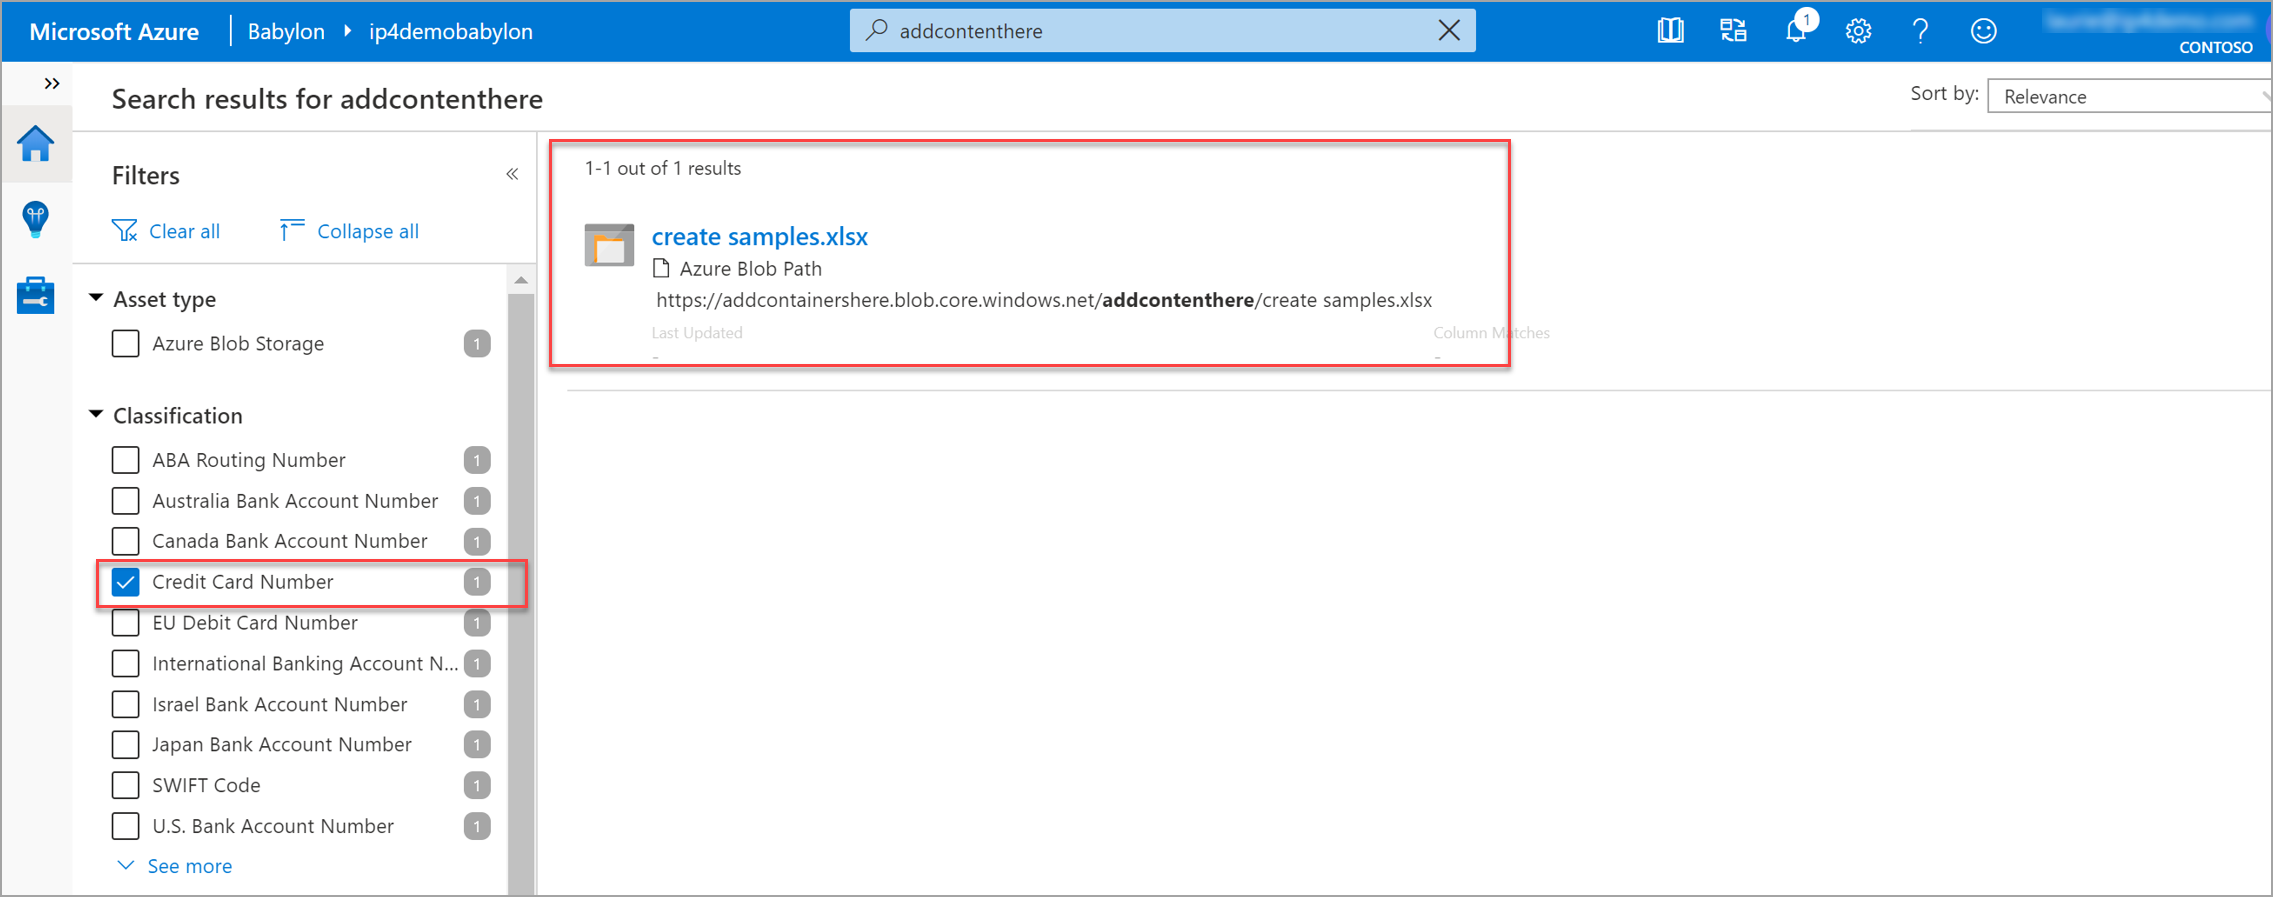 Microsoft Azure Babylon ip4demobabylon addcontenthere 1 ?
CONTOSO
Search results for addcontenthere Sort by: Relevance
Filters
Clear all Collapse all
Asset type
Azure Blob Storage 1
Classification
ABA Routing Number 1
Australia Bank Account Number 1
Canada Bank Account Number 1
Credit Card Number 1
EU Debit Card Number 1
International Banking Account N... 1
Israel Bank Account Number 1
Japan Bank Account Number 1
SWIFT Code 1
U.S. Bank Account Number 1
See more
1-1 out of 1 results
create samples.xlsx
Azure Blob Path
https://addcontainershere.blob.core.windows.net/addcontenthere/create samples.xlsx
Last Updated Column Matches
- -